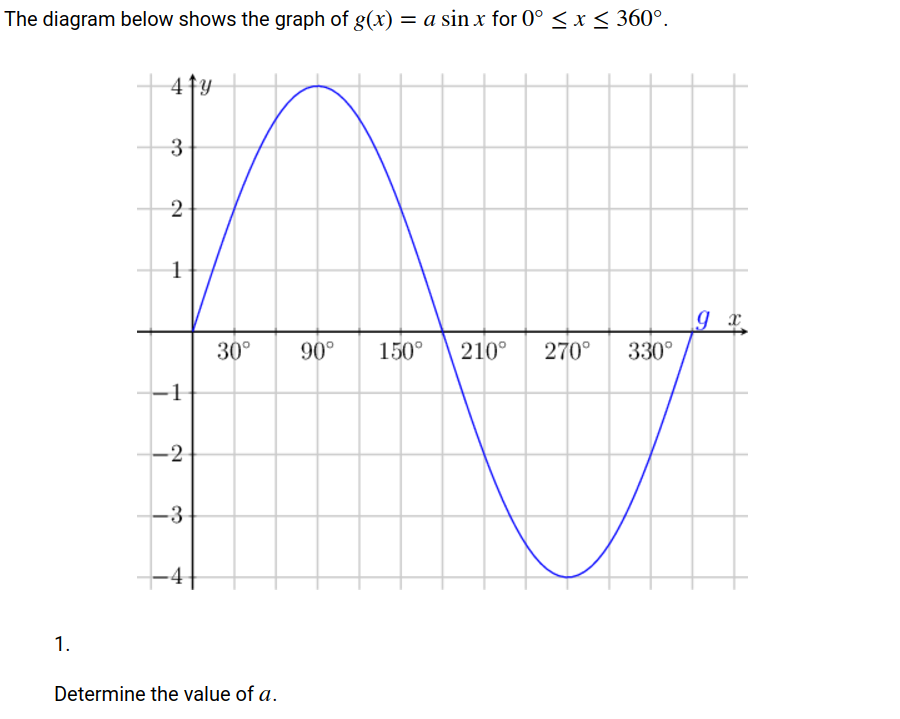 The diagram below shows the graph of g(x) = a sin x for 0° ≤ x ≤ 360°.
4 y
3
2
1
g x
30° 90° 150° 210° 270° 330°
−1
−2
−3
−4
1.
Determine the value of a.